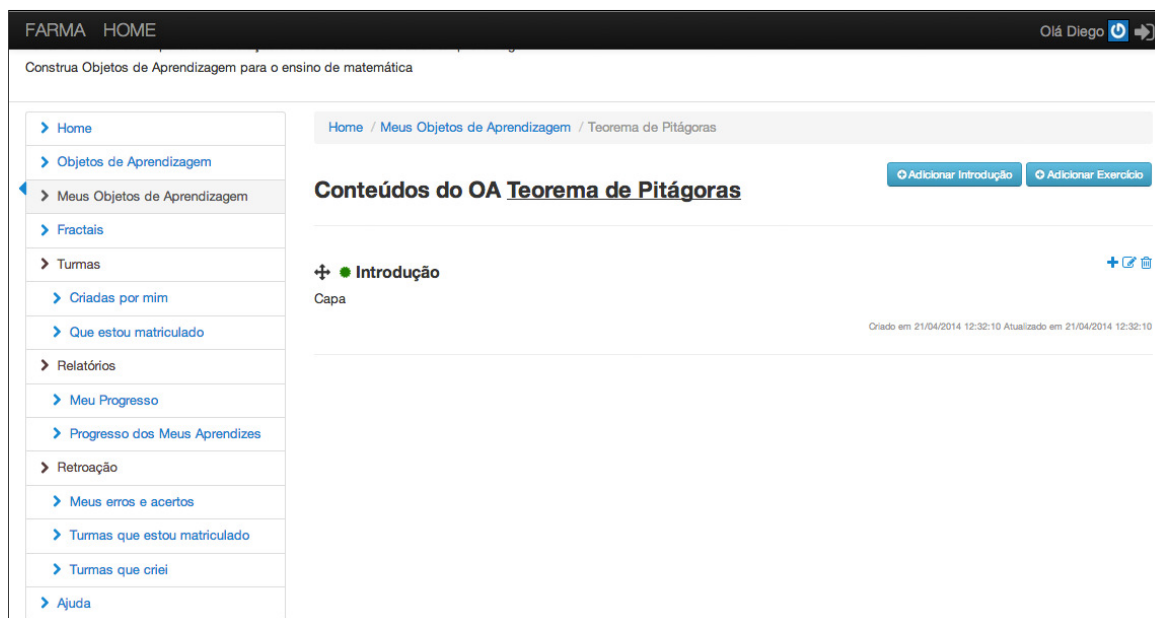 FARMA HOME
Olá Diego
Construa Objetos de Aprendizagem para o ensino de matemática
Home
Objetos de Aprendizagem
Meus Objetos de Aprendizagem
Fractais
Turmas
Criadas por mim
Que estou matriculado
Relatórios
Meu Progresso
Progresso dos Meus Aprendizes
Retroação
Meus erros e acertos
Turmas que estou matriculado
Turmas que criei
Ajuda
Home / Meus Objetos de Aprendizagem / Teorema de Pitágoras
Conteúdos do OA Teorema de Pitágoras
Adicionar Introdução
Adicionar Exercício
Introdução
Capa
Criado em 21/04/2014 12:32:10 Atualizado em 21/04/2014 12:32:10